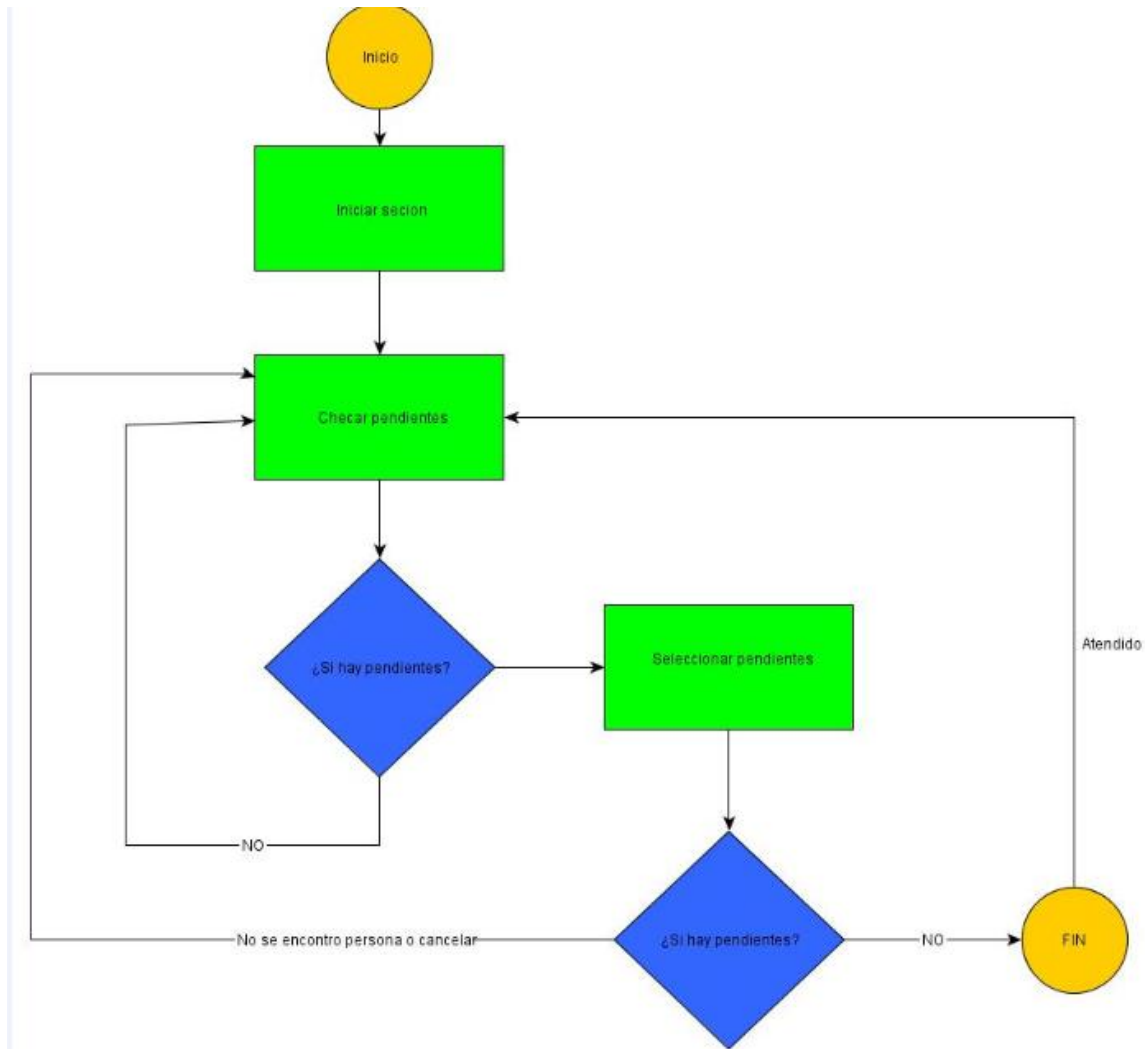 Inicio
Iniciar secion
Checar pendientes
¿Si hay pendientes?
Seleccionar pendientes
Atendido
NO
No se encontro persona o cancelar
¿Si hay pendientes?
NO
FIN